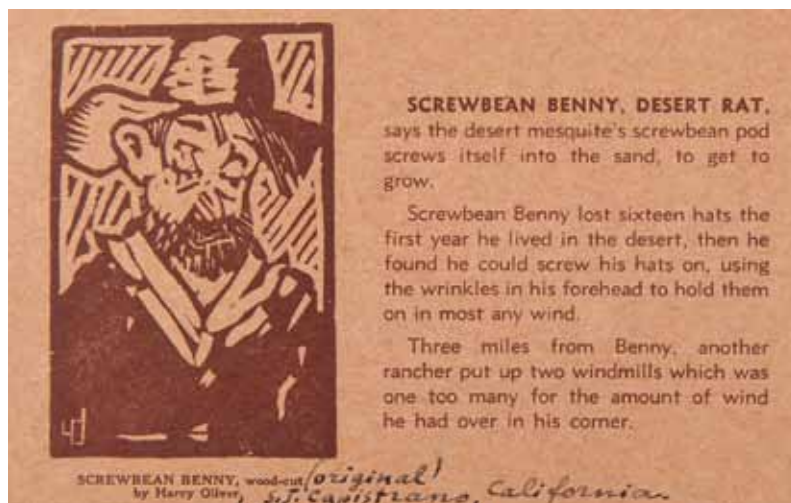 SCREWBEAN BENNY, DESERT RAT,
says the desert mesquite's screwbean pod
screws itself into the sand, to get to
grow.
Screwbean Benny lost sixteen hats the
first year he lived in the desert, then he
found he could screw his hats on, using
the wrinkles in his forehead to hold them
on in most any wind.
Three miles from Benny, another
rancher put up two windmills which was
one too many for the amount of wind
he had over in his corner.
SCREWBEAN BENNY, wood-cut (original)
by Harry Oliver, Capistrano, California.